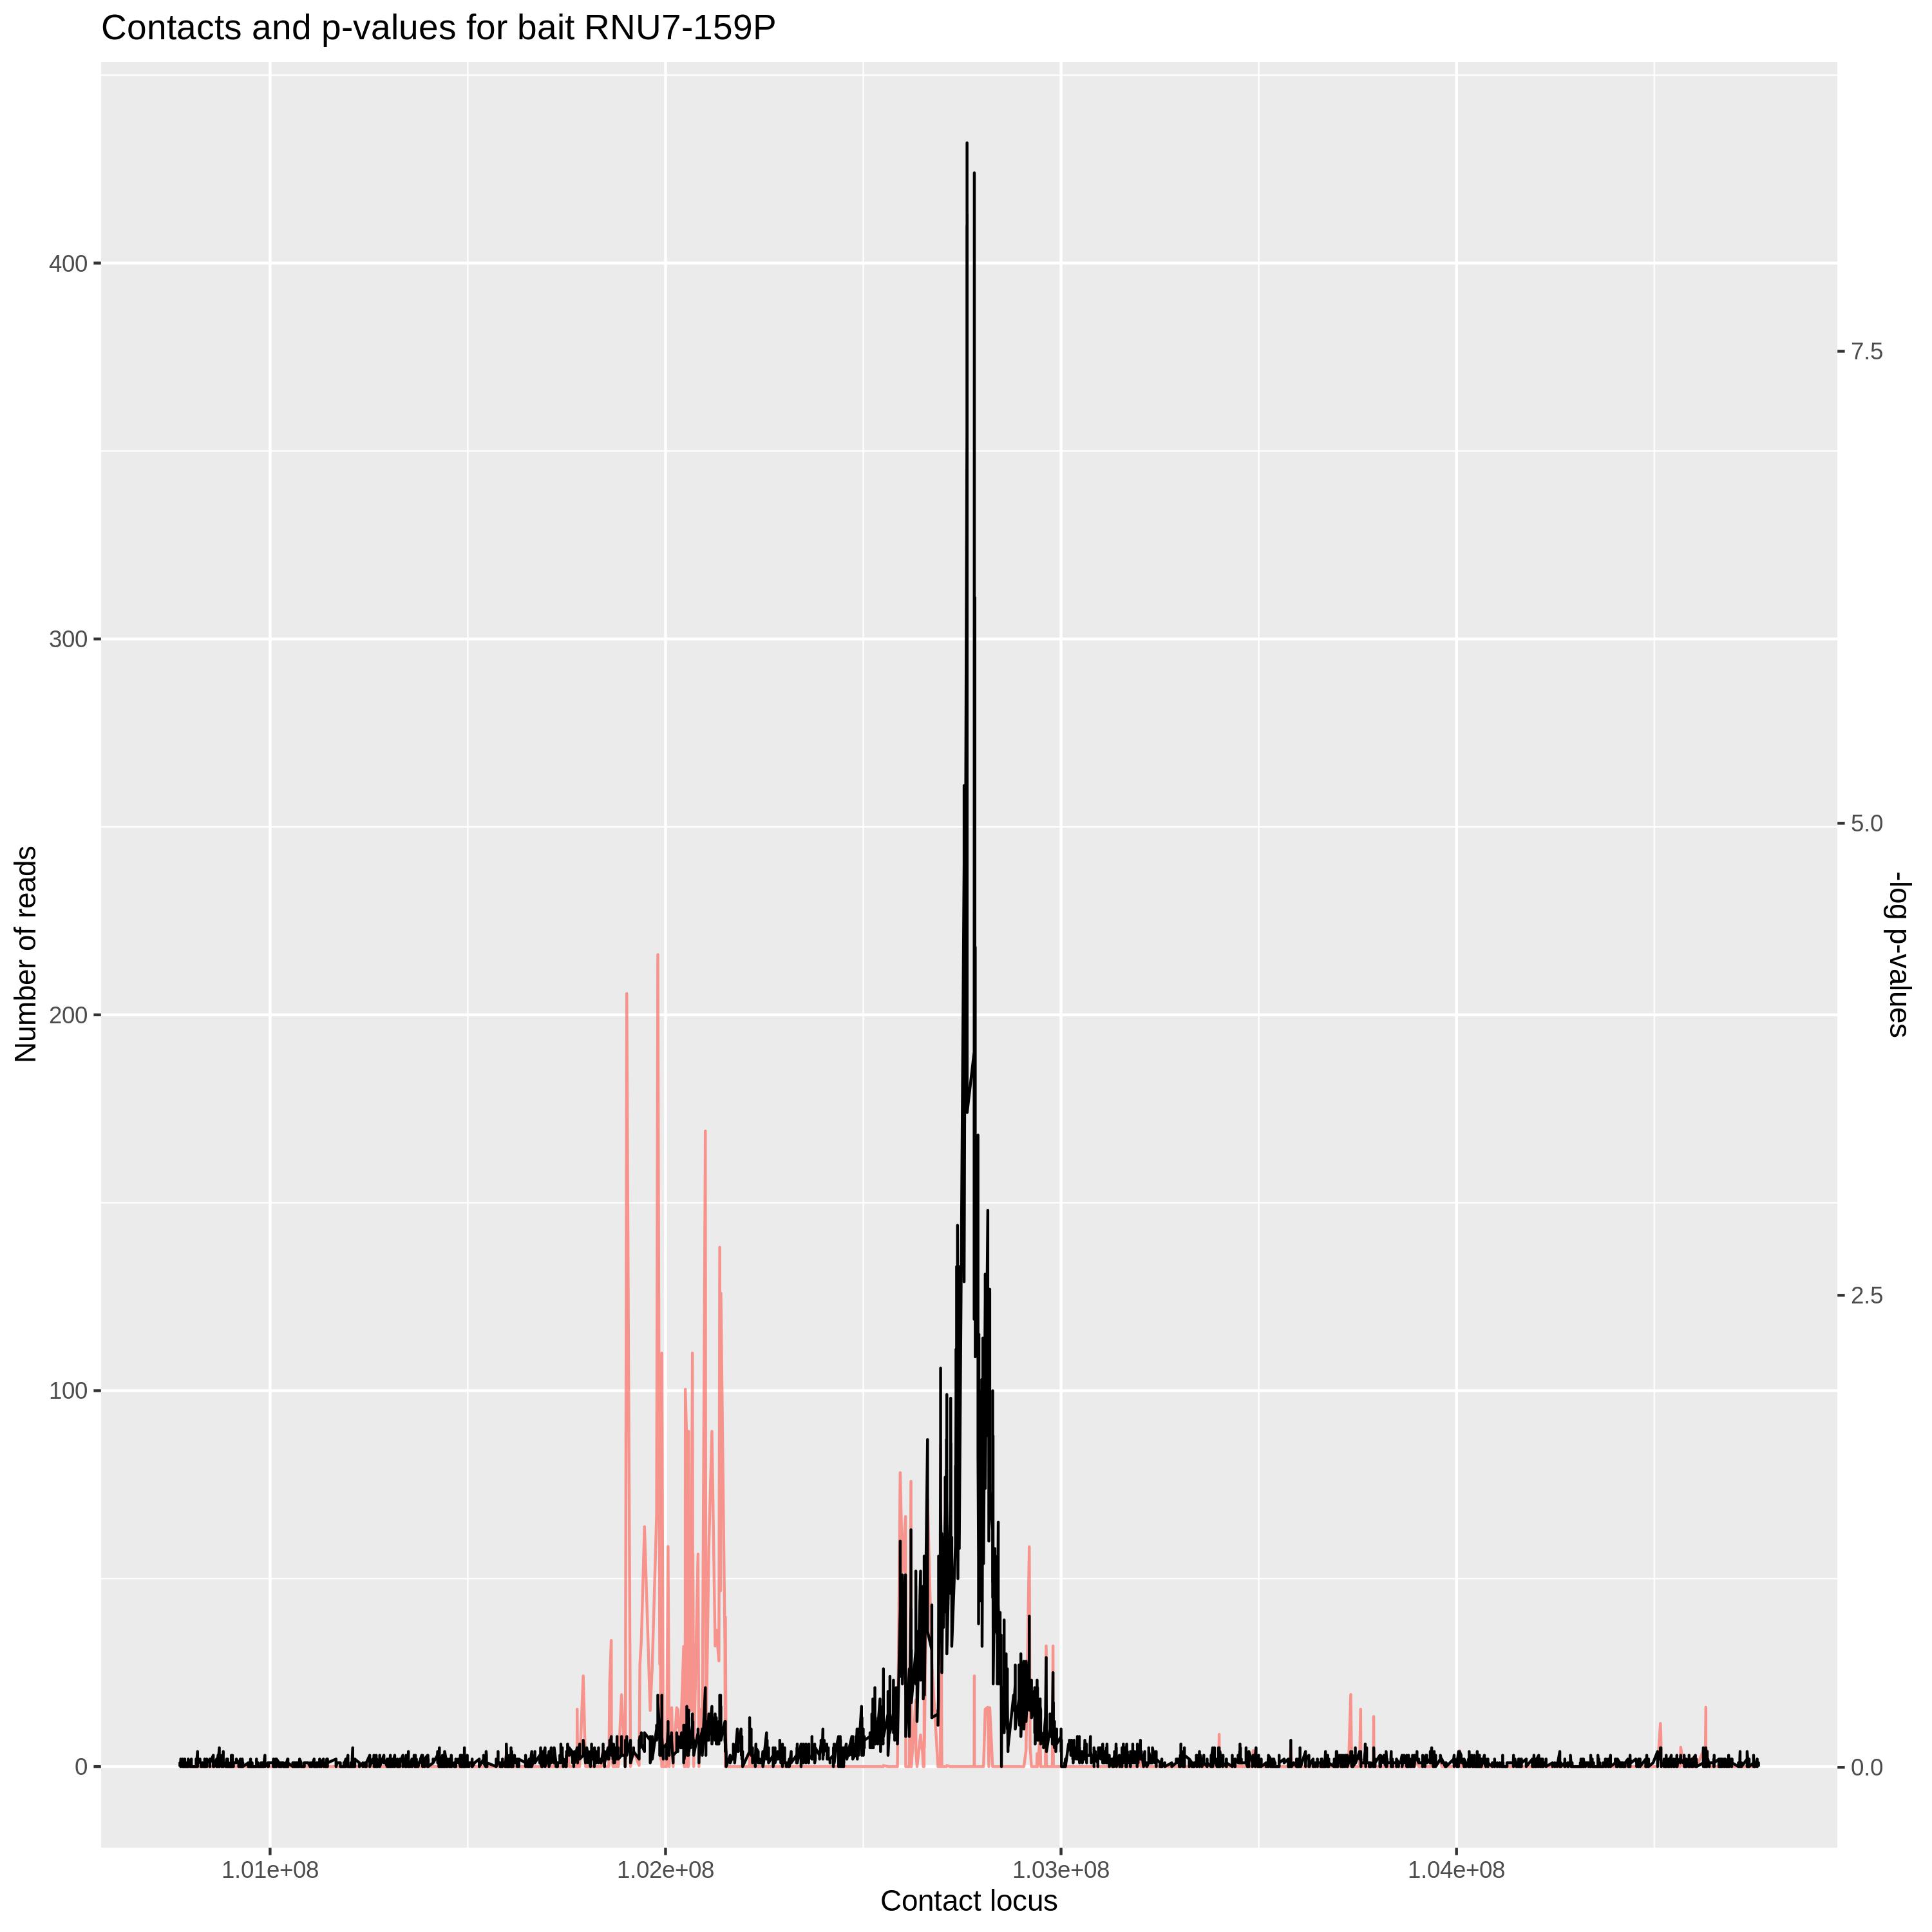 Contacts and p-values for bait RNU7-159P
400
300
200
100
0
Number of reads
7.5
5.0
2.5
0.0
-log p-values
1.01e+08
1.02e+08
1.03e+08
1.04e+08
Contact locus